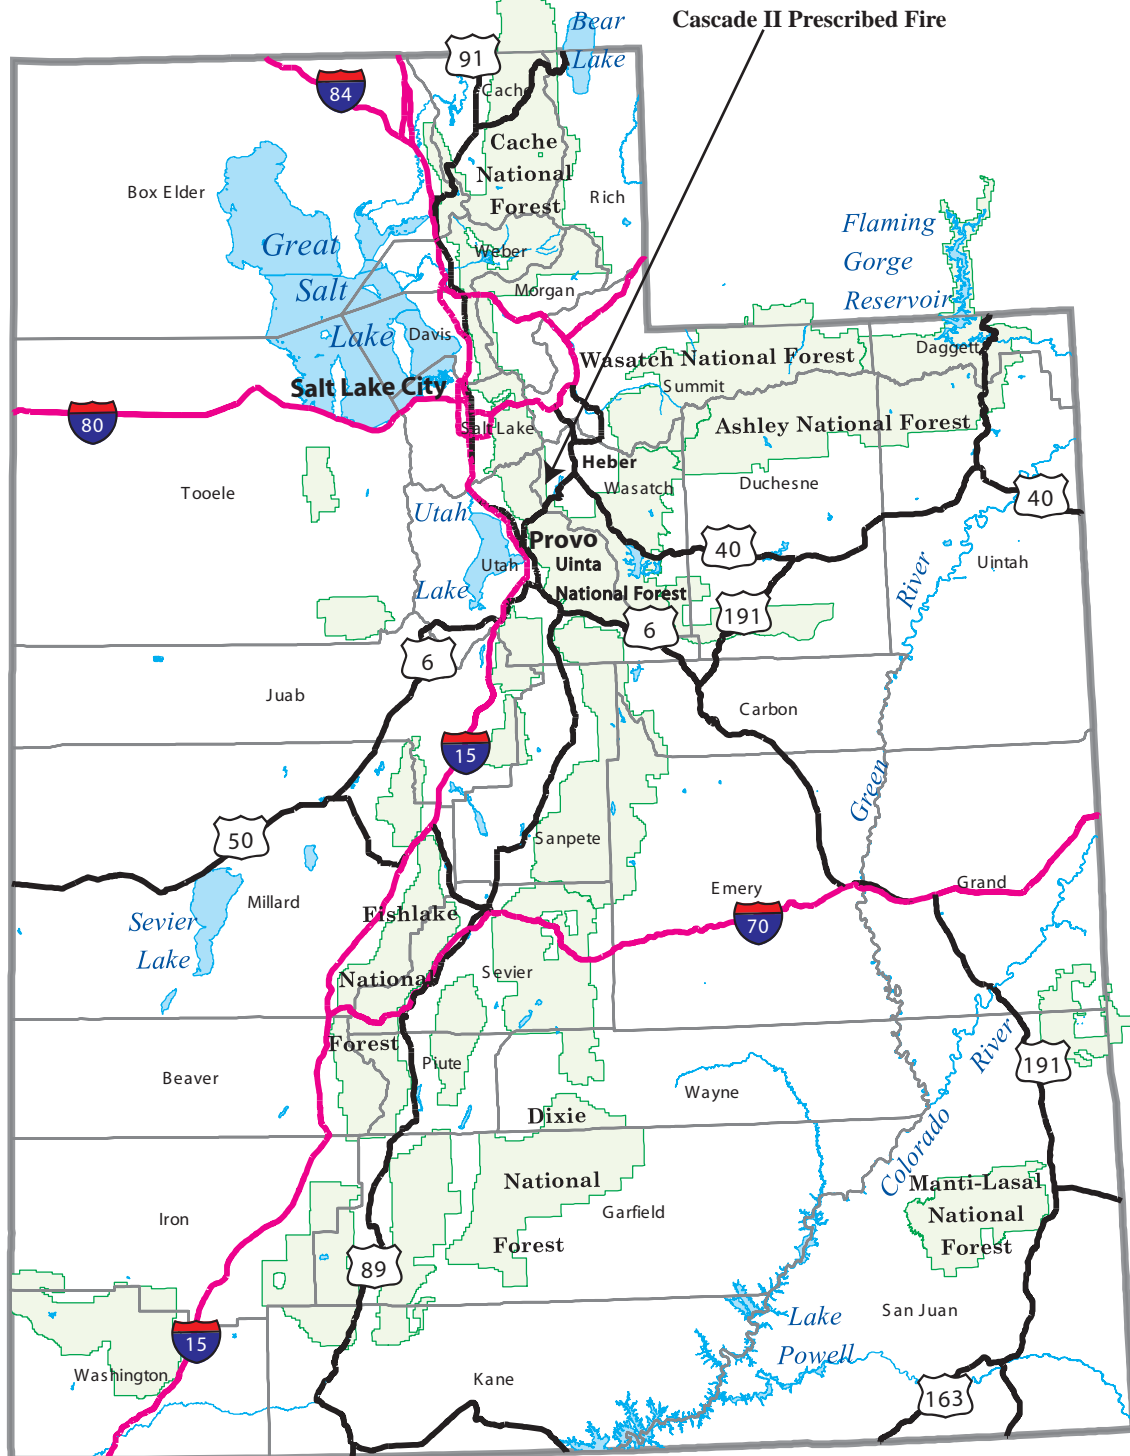 Cascade II Prescribed Fire
Bear
Lake
91
84
Cache
Cache
National
Forest
Box Elder
Rich
Great
Salt
Lake
Weber
Morgan
Davis
Flaming
Gorge
Reservoir
Daggett
Wasatch National Forest
Summit
Salt Lake City
80
Salt Lake
Ashley National Forest
Heber
Wasatch
Duchesne
Tooele
40
Utah
Lake
Provo
Utah
Uinta
National Forest
40
River
Uintah
191
6
6
Juab
Carbon
15
Green
50
Sanpete
Millard
Emery
Grand
Sevier
Lake
Fishlake
National
Forest
70
Sevier
River
Piute
191
Beaver
Wayne
Dixie
National
Forest
Colorado
Manti-Lasal
National
Forest
Iron
Garfield
89
San Juan
Lake
Powell
15
Washington
Kane
163